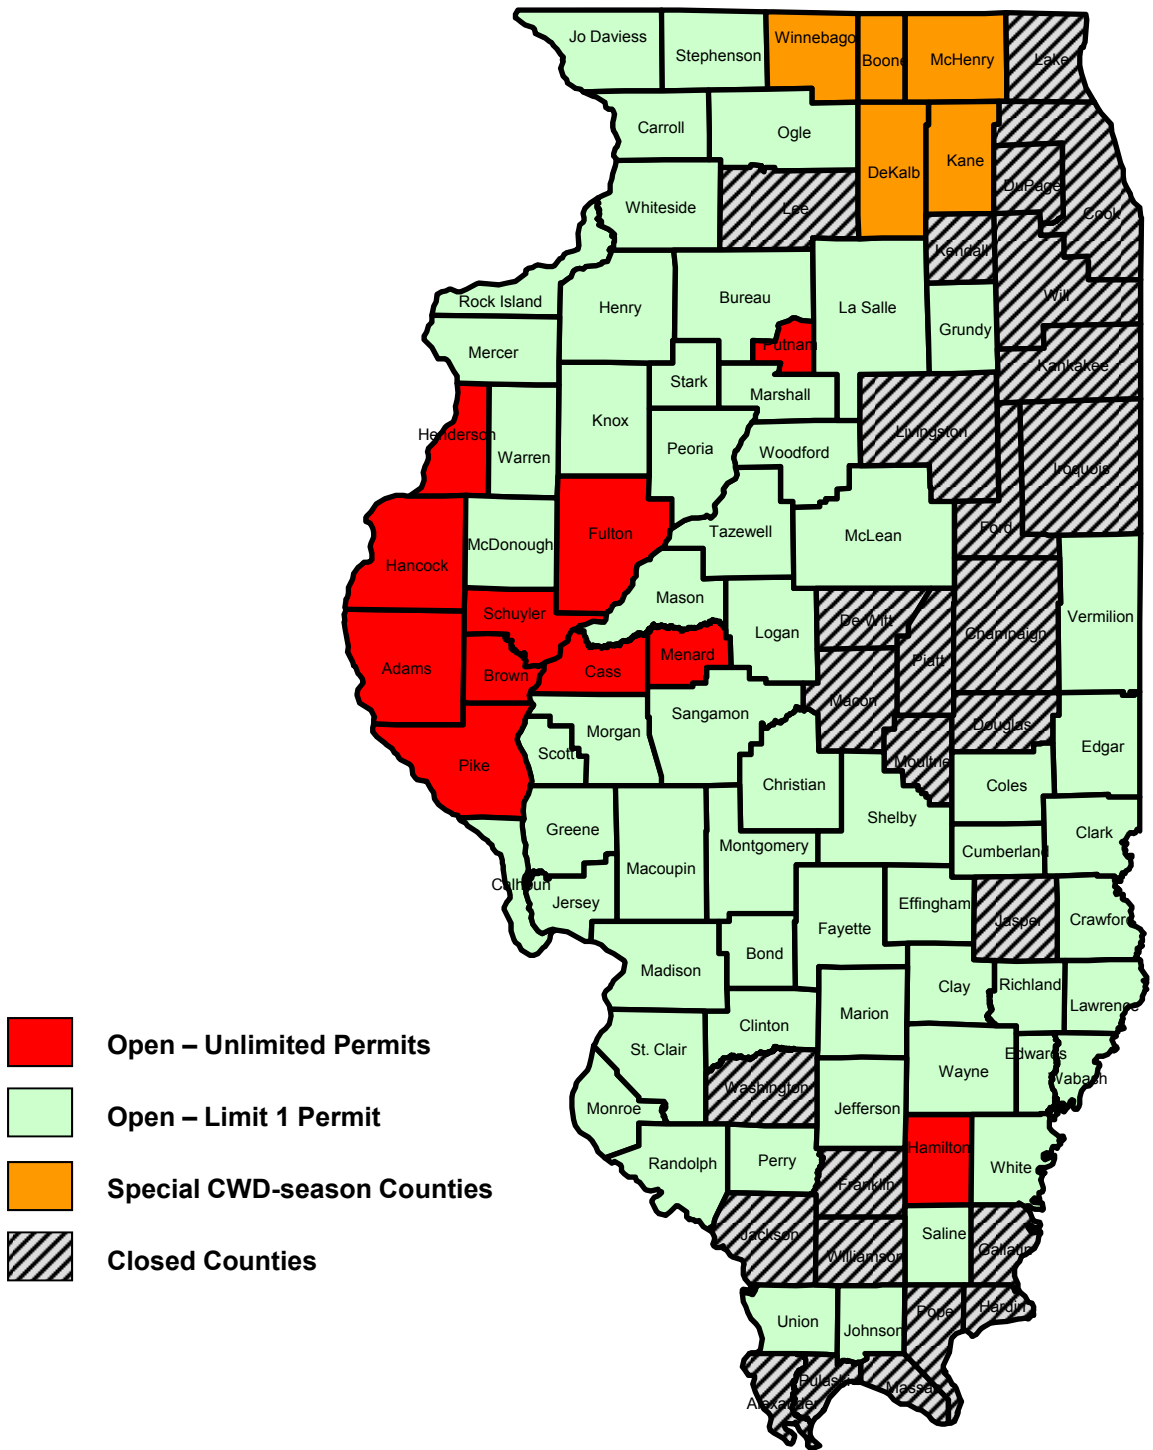 Jo Daviess
Stephenson
Winnebago
Boone
McHenry
Lake
Carroll
Ogle
DeKalb
Kane
DuPage
Cook
Whiteside
Lee
Kendall
Rock Island
Henry
Bureau
La Salle
Will
Grundy
Mercer
Putnam
Kankakee
Stark
Marshall
Henderson
Warren
Knox
Peoria
Woodford
Livingston
Iroquois
Hancock
McDonough
Fulton
Tazewell
McLean
Ford
Schuyler
Mason
Logan
De Witt
Champaign
Vermilion
Adams
Brown
Cass
Menard
Piatt
Macon
Pike
Scott
Morgan
Sangamon
Douglas
Moultrie
Edgar
Christian
Coles
Shelby
Greene
Macoupin
Montgomery
Cumberland
Clark
Calhoun
Jersey
Fayette
Effingham
Jasper
Crawford
Madison
Bond
Clay
Richland
Lawrence
Clinton
Marion
St. Clair
Edwards
Wabash
Wayne
Washington
Monroe
Jefferson
Randolph
Perry
Hamilton
White
Franklin
Jackson
Williamson
Saline
Gallatin
Union
Johnson
Pope
Hardin
Alexander
Pulaski
Massac
Open – Unlimited Permits
Open – Limit 1 Permit
Special CWD-season Counties
Closed Counties